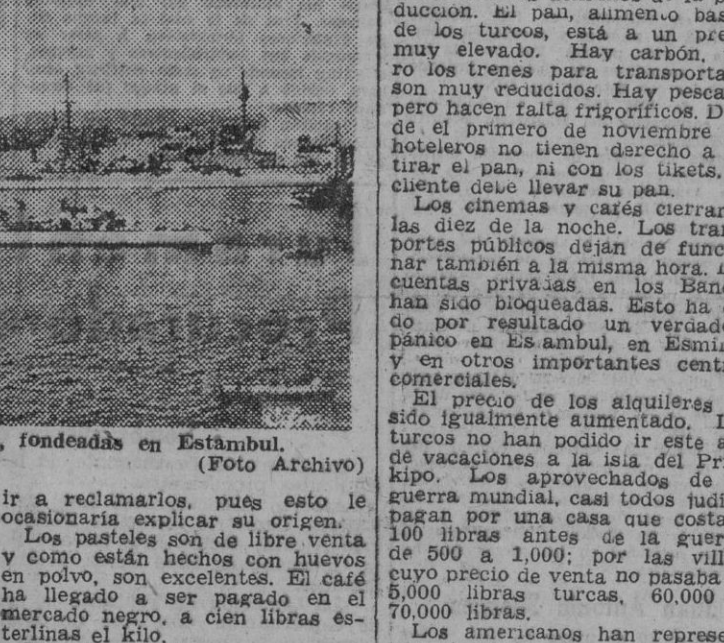 , fondeadas en Estambul.
(Foto Archivo)
ir a reclamarlos, pues esto le
ocasionaría explicar su origen.
Los pasteles son de libre venta
y como están hechos con huevos
en polvo, son excelentes. El café
ha llegado a ser pagado en el
mercado negro, a cien libras es-
terlinas el kilo.
ducción. El pan, alimento bas
de los turcos, está a un pre
muy elevado. Hay carbón,
ro los trenes para transporta
son muy reducidos. Hay pesca
pero hacen falta frigoríficos. D
de el primero de noviembre
hoteleros no tienen derecho a
tirar el pan, ni con los tikets.
cliente debe llevar su pan.
Los cinemas y cafés cierran
las diez de la noche. Los tran
portes públicos dejan de func
nar también a la misma hora.
cuentas privadas en los Banc
han sido bloqueadas. Esto ha
do por resultado un verdade
pánico en Es ambul, en Esmi
y en otros importantes cent
comerciales.
El precio de los alquileres
sido igualmente aumentado. L
turcos no han podido ir este a
de vacaciones a la isla del Pr
kipo. Los aprovechados de
guerra mundial, casi todos judí
pagan por una casa que costa
100 libras antes de la guer
de 500 a 1,000; por las vill
cuyo precio de venta no pasaba
5,000 libras turcas, 60,000
70,000 libras.
Los americanos han represe